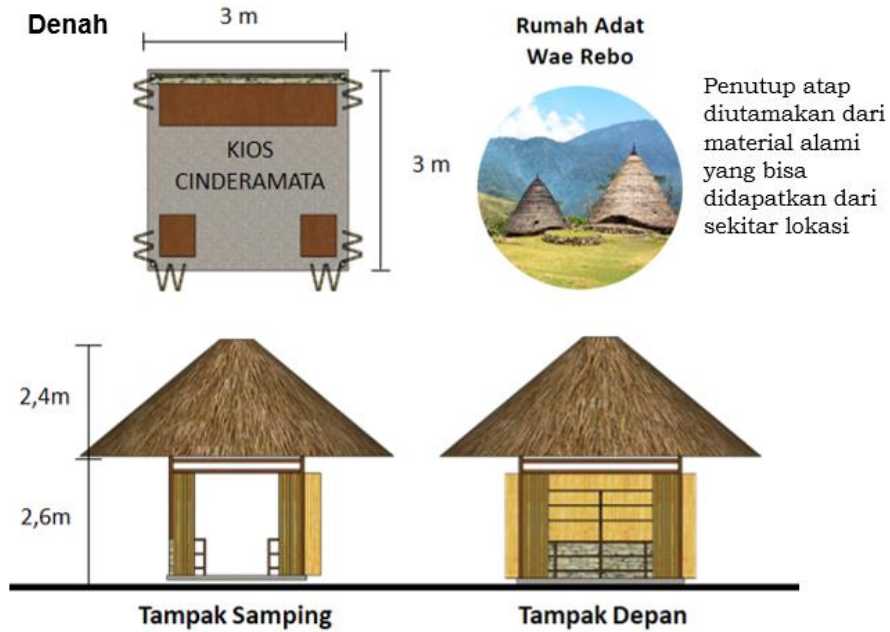 Denah
3 m
KIOS
CINDERAMATA
3 m
Rumah Adat
Wae Rebo
Penutup atap
diutamakan dari
material alami
yang bisa
didapatkan dari
sekitar lokasi
2,4m
2,6m
Tampak Samping
Tampak Depan